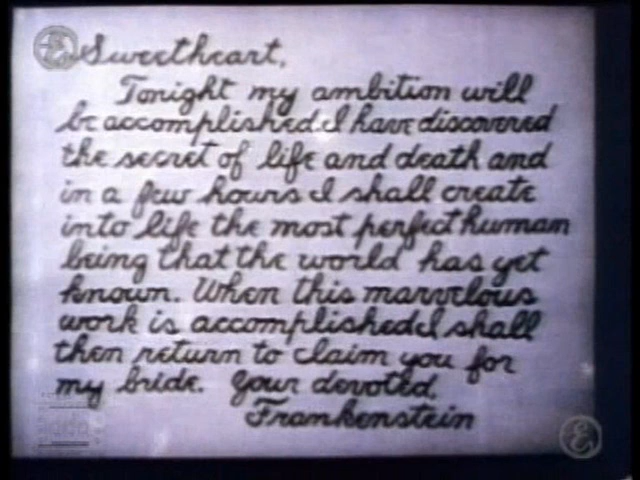 Sweetheart,
Tonight my ambition will
be accomplished. I have discovered
the secret of life and death and
in a few hours I shall create
into life the most perfect human
being that the world has yet
known. When this marvelous
work is accomplished I shall
then return to claim you for
my bride. Your devoted,
Frankenstein